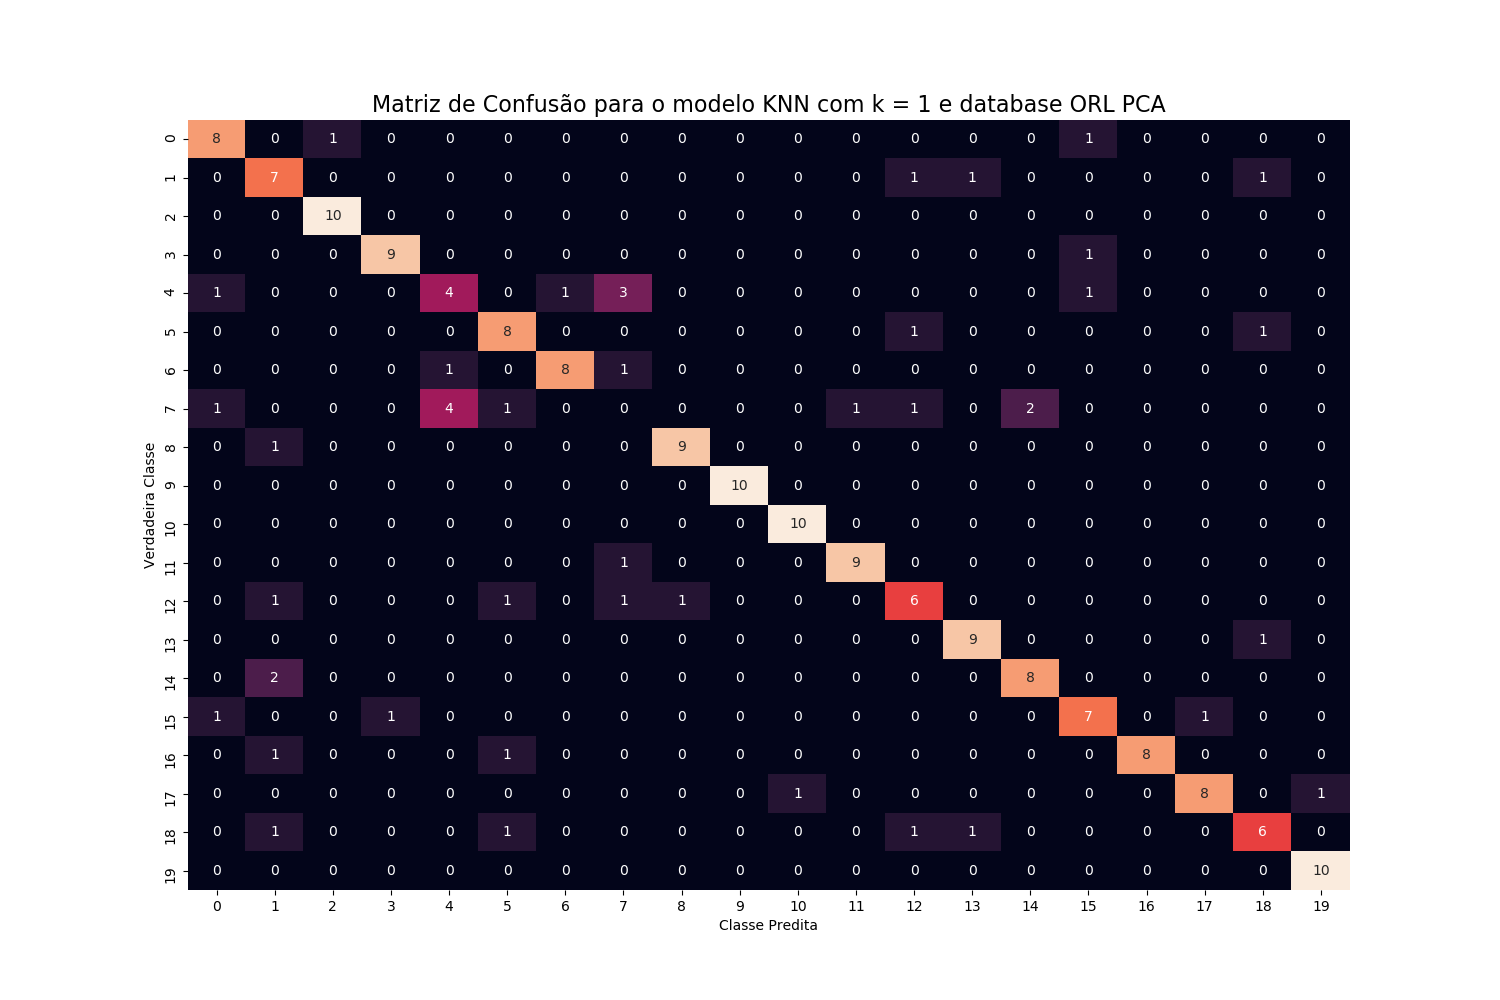 Matriz de Confusão para o modelo KNN com k = 1 e database ORL PCA
Verdadeira Classe
0 8 0 1 0 0 0 0 0 0 0 0 0 0 0 0 1 0 0 0 0
1 0 7 0 0 0 0 0 0 0 0 0 0 1 1 0 0 0 0 1 0
2 0 0 10 0 0 0 0 0 0 0 0 0 0 0 0 0 0 0 0 0
3 0 0 0 9 0 0 0 0 0 0 0 0 0 0 0 1 0 0 0 0
4 1 0 0 0 4 0 1 3 0 0 0 0 0 0 0 1 0 0 0 0
5 0 0 0 0 0 8 0 0 0 0 0 0 1 0 0 0 0 0 1 0
6 0 0 0 0 1 0 8 1 0 0 0 0 0 0 0 0 0 0 0 0
7 1 0 0 0 4 1 0 0 0 0 0 1 1 0 2 0 0 0 0 0
8 0 1 0 0 0 0 0 0 9 0 0 0 0 0 0 0 0 0 0 0
9 0 0 0 0 0 0 0 0 0 10 0 0 0 0 0 0 0 0 0 0
10 0 0 0 0 0 0 0 0 0 0 10 0 0 0 0 0 0 0 0 0
11 0 0 0 0 0 0 0 1 0 0 0 9 0 0 0 0 0 0 0 0
12 0 1 0 0 0 1 0 1 1 0 0 0 6 0 0 0 0 0 0 0
13 0 0 0 0 0 0 0 0 0 0 0 0 0 9 0 0 0 0 1 0
14 0 2 0 0 0 0 0 0 0 0 0 0 0 0 8 0 0 0 0 0
15 1 0 0 1 0 0 0 0 0 0 0 0 0 0 0 7 0 1 0 0
16 0 1 0 0 0 1 0 0 0 0 0 0 0 0 0 0 8 0 0 0
17 0 0 0 0 0 0 0 0 0 0 1 0 0 0 0 0 0 8 0 1
18 0 1 0 0 0 1 0 0 0 0 0 0 1 1 0 0 0 0 6 0
19 0 0 0 0 0 0 0 0 0 0 0 0 0 0 0 0 0 0 0 10
0 1 2 3 4 5 6 7 8 9 10 11 12 13 14 15 16 17 18 19
Classe Predita